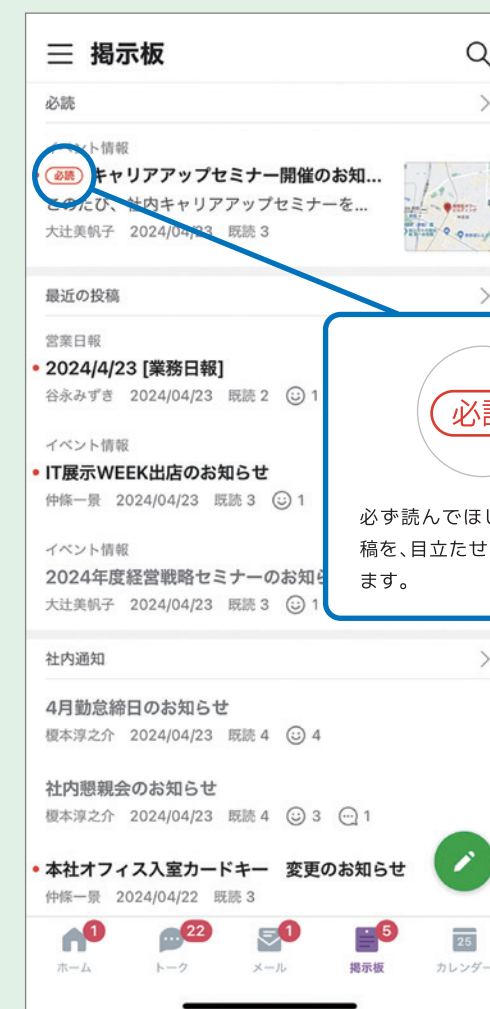 掲示板
必読
イベント情報
必読 キャリアアップセミナー開催のお知...
このたび、社内キャリアアップセミナーを...
大辻美帆子 2024/04/23 既読 3
最近の投稿
営業日報
2024/4/23 [業務日報]
谷永みずき 2024/04/23 既読 2 1
イベント情報
IT展示WEEK出店のお知らせ
仲條一景 2024/04/23 既読 3 1
イベント情報
2024年度経営戦略セミナーのお知ら
大辻美帆子 2024/04/23 既読 3 1
必読
必ず読んでほし
稿を、目立たせ
ます。
社内通知
4月勤怠締日のお知らせ
榎本淳之介 2024/04/23 既読 4 4
社内懇親会のお知らせ
榎本淳之介 2024/04/23 既読 4 3 1
本社オフィス入室カードキー 変更のお知らせ
仲條一景 2024/04/22 既読 3
1 22 1 5 25
ホーム トーク メール 掲示板 カレンダー